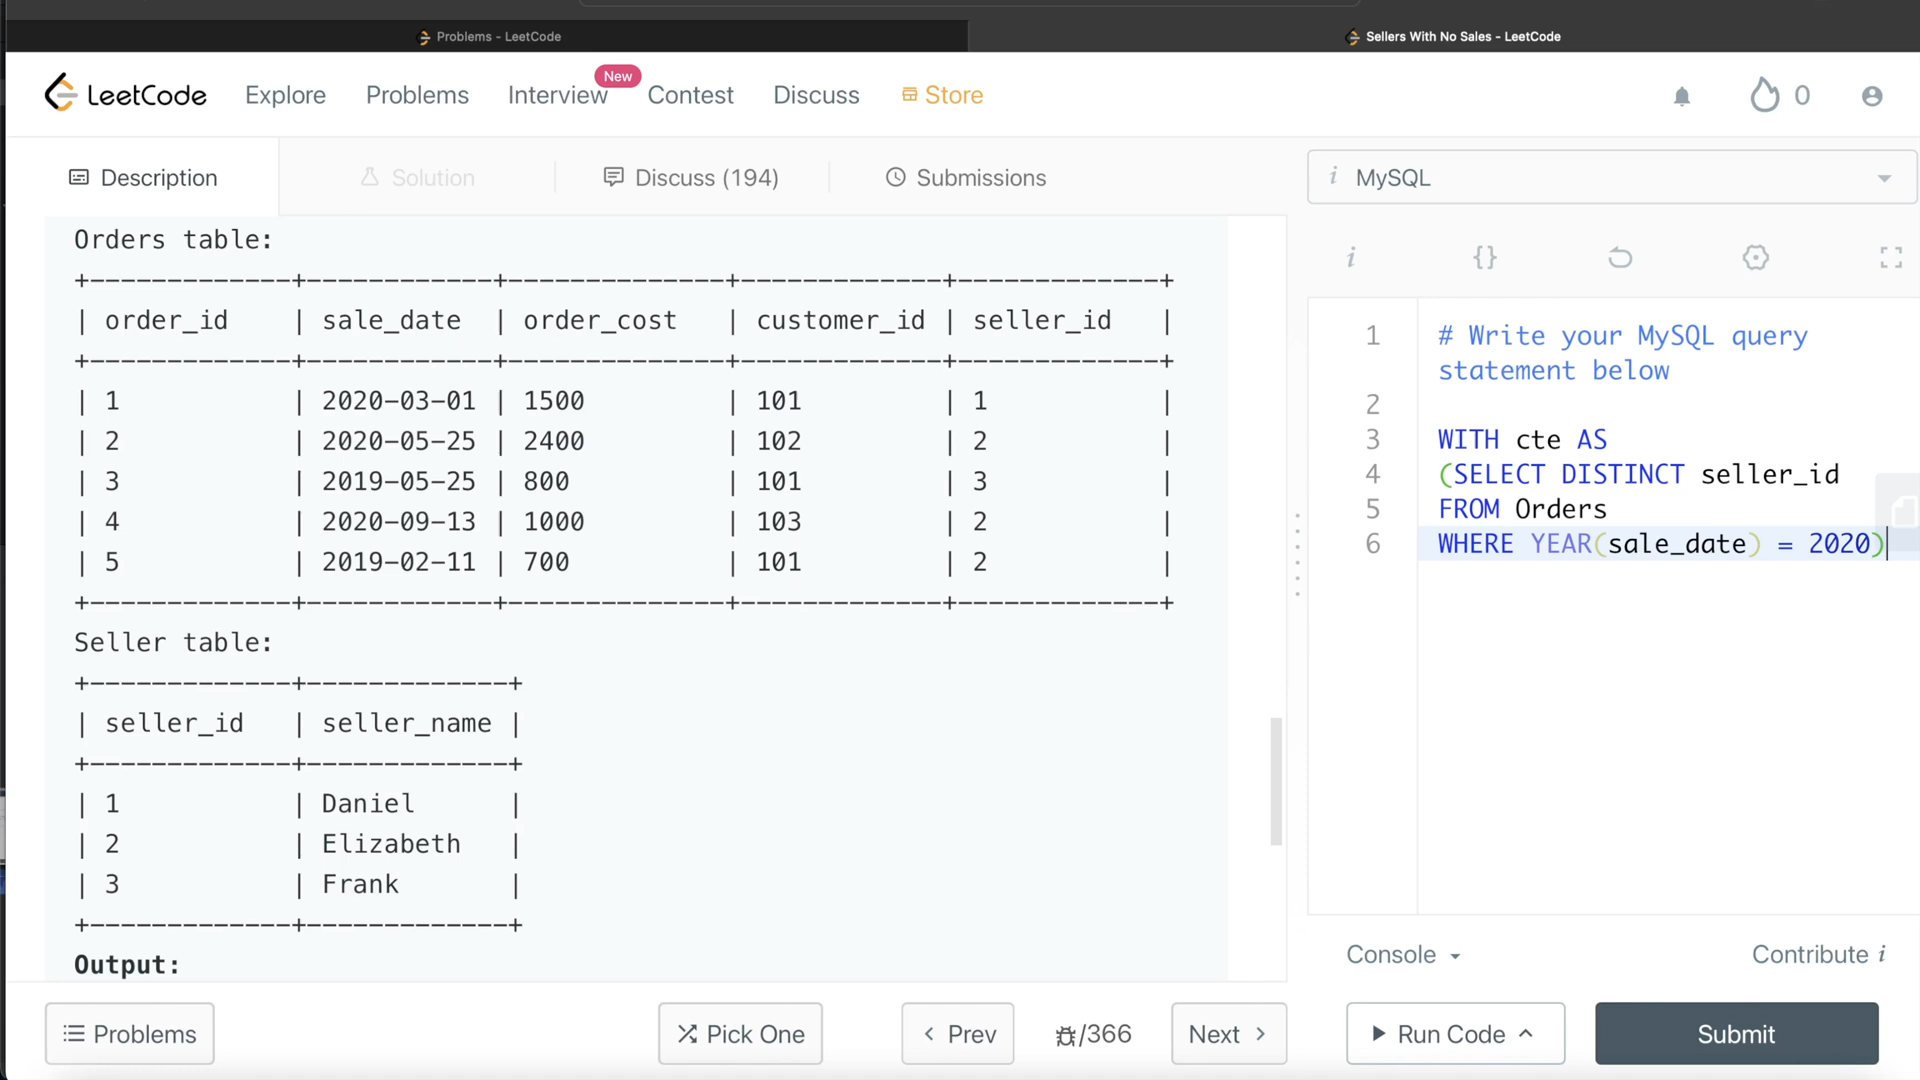 Problems - LeetCode
Sellers With No Sales - LeetCode
LeetCode Explore Problems Interview New Contest Discuss Store 0
Description Solution Discuss (194) Submissions
Orders table:
+--------------+------------+--------------+-------------+-------------+
| order_id | sale_date | order_cost | customer_id | seller_id |
+--------------+------------+--------------+-------------+-------------+
| 1 | 2020-03-01 | 1500 | 101 | 1 |
| 2 | 2020-05-25 | 2400 | 102 | 2 |
| 3 | 2019-05-25 | 800 | 101 | 3 |
| 4 | 2020-09-13 | 1000 | 103 | 2 |
| 5 | 2019-02-11 | 700 | 101 | 2 |
+--------------+------------+--------------+-------------+-------------+
Seller table:
+-------------+-------------+
| seller_id | seller_name |
+-------------+-------------+
| 1 | Daniel |
| 2 | Elizabeth |
| 3 | Frank |
+-------------+-------------+
Output:
Problems Pick One Prev /366 Next
i MySQL
i {}
1 # Write your MySQL query
statement below
2
3 WITH cte AS
4 (SELECT DISTINCT seller_id
5 FROM Orders
6 WHERE YEAR(sale_date) = 2020)
Console Contribute i
Run Code Submit